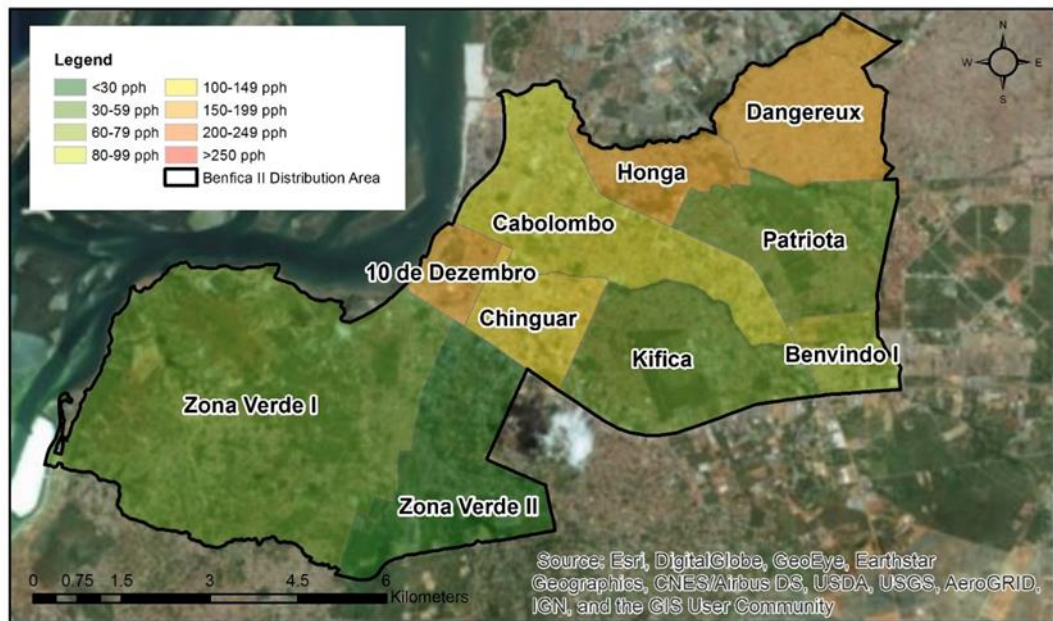 Legend
<30 pph
30-59 pph
60-79 pph
80-99 pph
100-149 pph
150-199 pph
200-249 pph
>250 pph
Benfica II Distribution Area
N
W
E
S
Dangereux
Honga
Cabolombo
Patriota
10 de Dezembro
Chinguar
Kifica
Benvindo I
Zona Verde I
Zona Verde II
0 0.75 1.5 3 4.5 6
Kilometers
Source: Esri, DigitalGlobe, GeoEye, Earthstar
Geographics, CNES/Airbus DS, USDA, USGS, AeroGRID,
IGN, and the GIS User Community